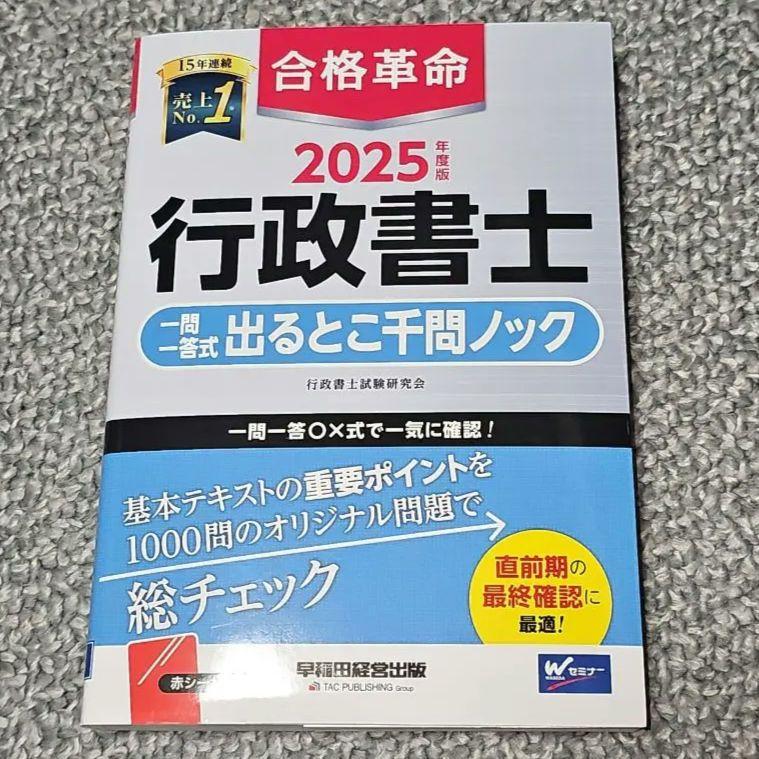 15年連続
売上
No.1
合格革命
2025年度版
行政書士
一問
一答式
出るとこ千問ノック
行政書士試験研究会
一問一答〇×式で一気に確認！
基本テキストの重要ポイントを
1000問のオリジナル問題で
総チェック
直前期の
最終確認に
最適！
赤シー
早稲田経営出版
TAC PUBLISHING Group
W セミナー
WASEDA